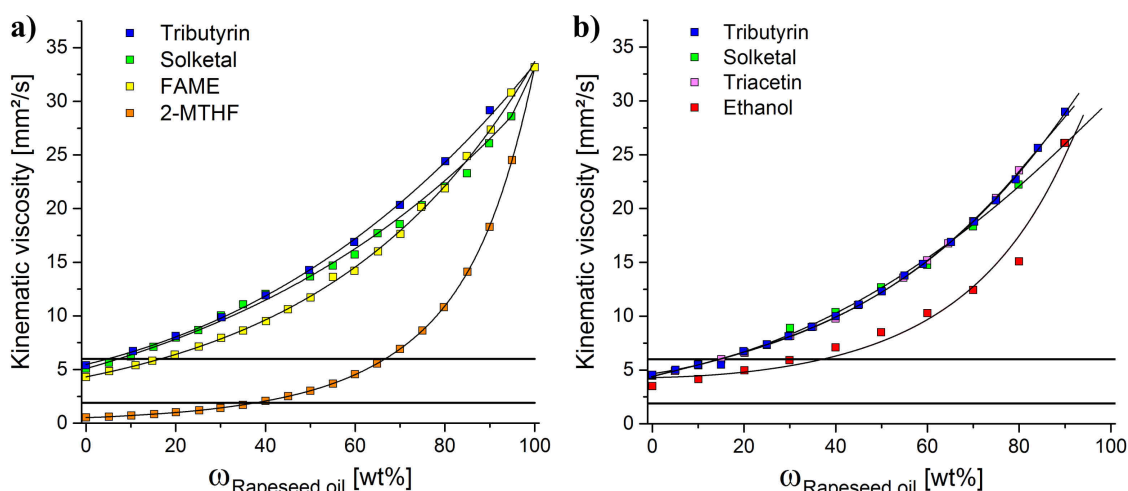 a)
Kinematic viscosity [mm²/s]
35
30
25
20
15
10
5
0
Tributyrin
Solketal
FAME
2-MTHF
0 20 40 60 80 100
ωRapeseed oil [wt%]
b)
Kinematic viscosity [mm²/s]
35
30
25
20
15
10
5
0
Tributyrin
Solketal
Triacetin
Ethanol
0 20 40 60 80 100
ωRapeseed oil [wt%]